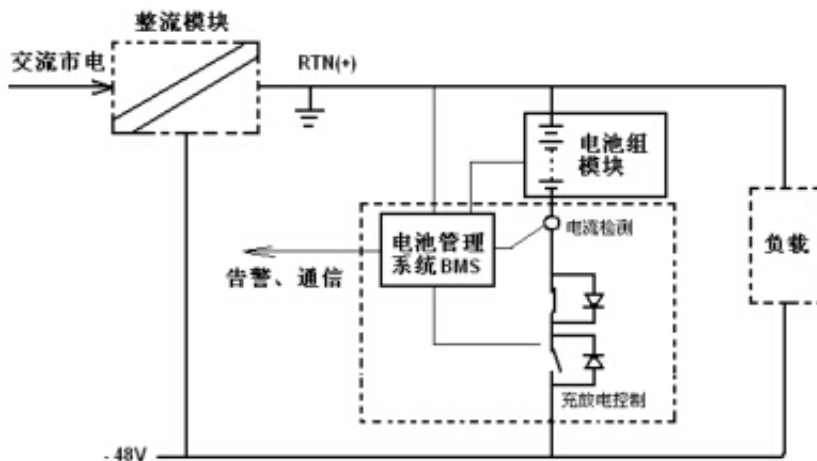 整流模块
交流市电
RTN(+)
电池组
模块
电流检测
电池管理
系统BMS
负载
告警、通信
充放电控制
-48V